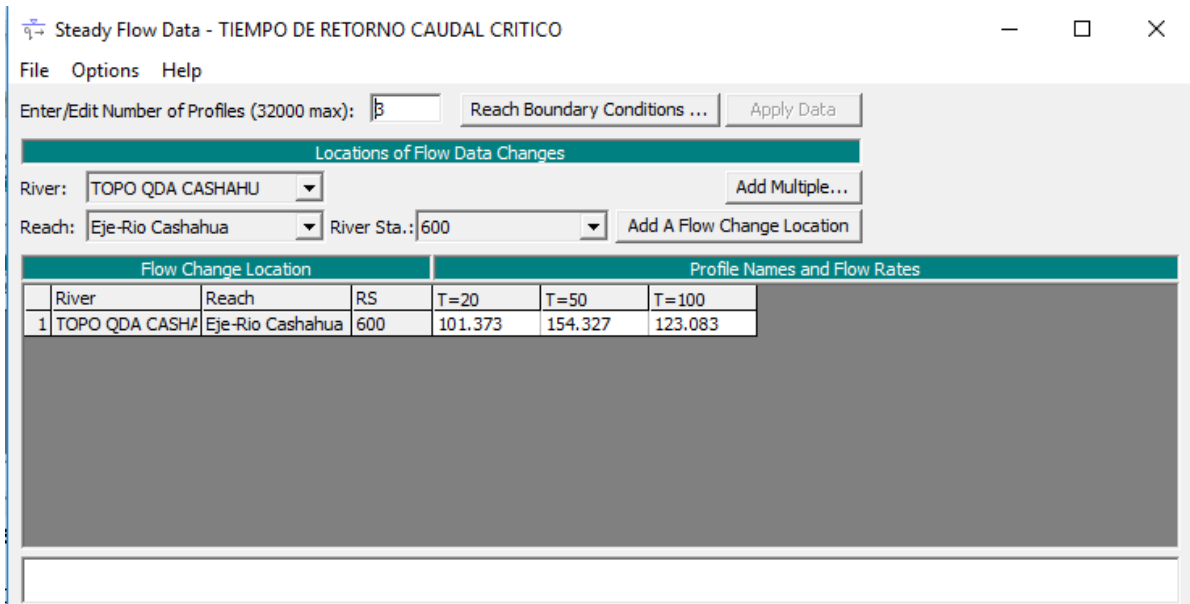 Steady Flow Data - TIEMPO DE RETORNO CAUDAL CRITICO
File Options Help
Enter/Edit Number of Profiles (32000 max): 3 Reach Boundary Conditions ... Apply Data
Locations of Flow Data Changes
River: TOPO QDA CASHAHU Add Multiple...
Reach: Eje-Rio Cashahua River Sta.: 600 Add A Flow Change Location
Flow Change Location Profile Names and Flow Rates
River Reach RS T=20 T=50 T=100
1 TOPO QDA CASHA Eje-Rio Cashahua 600 101.373 154.327 123.083